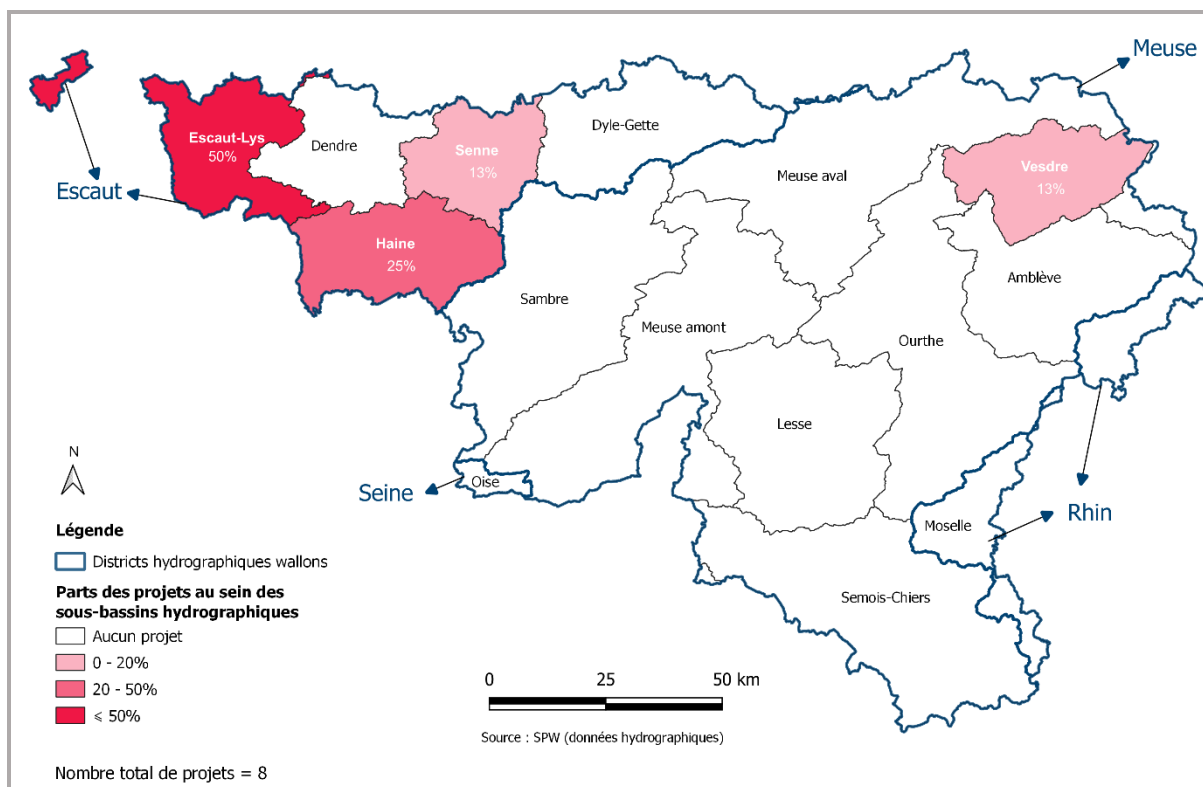 Meuse
Escaut-Lys
50%
Dendre
Senne
13%
Dyle-Gette
Meuse aval
Vesdre
13%
Escaut
Haine
25%
Amblève
Sambre
Meuse amont
Ourthe
Lesse
N
Seine
Oise
Moselle
Rhin
Semois-Chiers
Légende
Districts hydrographiques wallons
Parts des projets au sein des
sous-bassins hydrographiques
Aucun projet
0 - 20%
20 - 50%
⩽ 50%
0 25 50 km
Source : SPW (données hydrographiques)
Nombre total de projets = 8